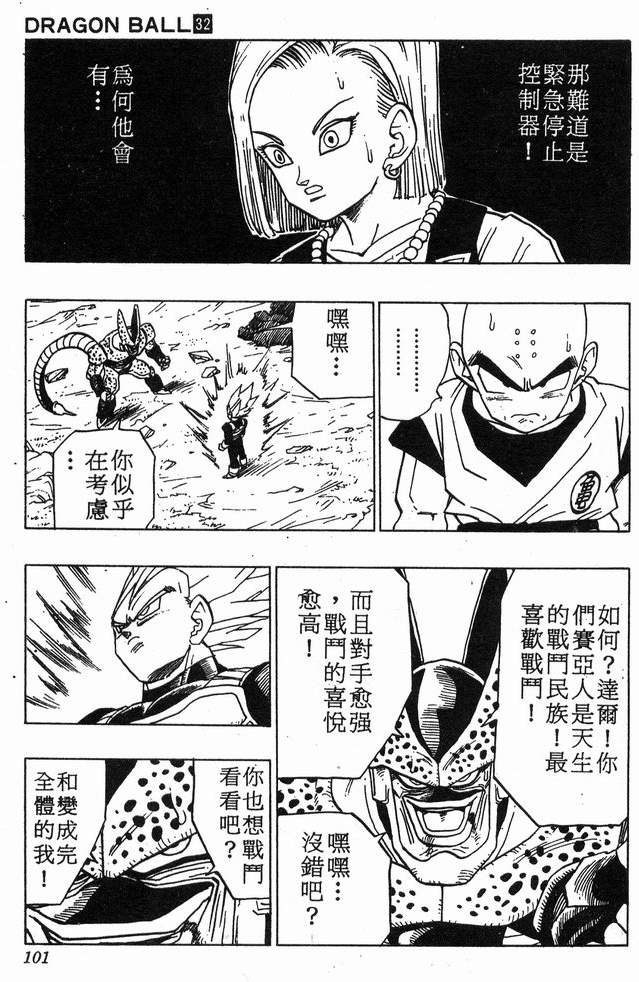 DRAGON BALL 32
那難道是
緊急停止
控制器！
爲何他會
有…
………
嘿嘿…
你似乎
在考慮
…
如何？達爾！你
們賽亞人是天生
的戰鬥民族！最
喜歡戰鬥！
而且對手愈强
，戰鬥的喜悅
愈高！
嘿嘿…
沒錯吧？
你也想戰鬥
看看吧？
和變成完
全體的我！
龜
101